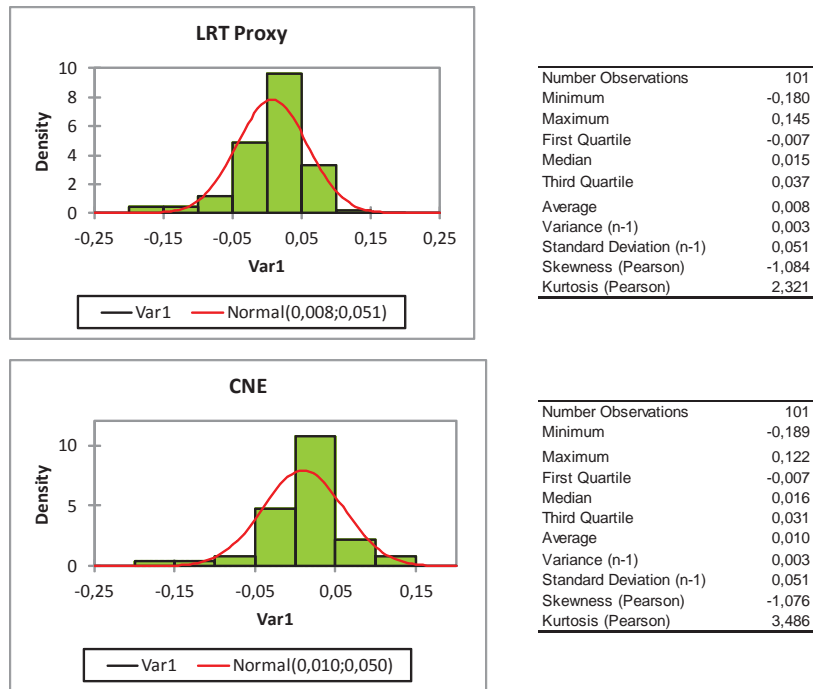 LRT Proxy
10
8
6
4
2
0
Density
-0,25 -0,15 -0,05 0,05 0,15 0,25
Var1
Var1 Normal(0,008;0,051)
Number Observations 101
Minimum -0,180
Maximum 0,145
First Quartile -0,007
Median 0,015
Third Quartile 0,037
Average 0,008
Variance (n-1) 0,003
Standard Deviation (n-1) 0,051
Skewness (Pearson) -1,084
Kurtosis (Pearson) 2,321
CNE
10
5
0
Density
-0,25 -0,15 -0,05 0,05 0,15
Var1
Var1 Normal(0,010;0,050)
Number Observations 101
Minimum -0,189
Maximum 0,122
First Quartile -0,007
Median 0,016
Third Quartile 0,031
Average 0,010
Variance (n-1) 0,003
Standard Deviation (n-1) 0,051
Skewness (Pearson) -1,076
Kurtosis (Pearson) 3,486